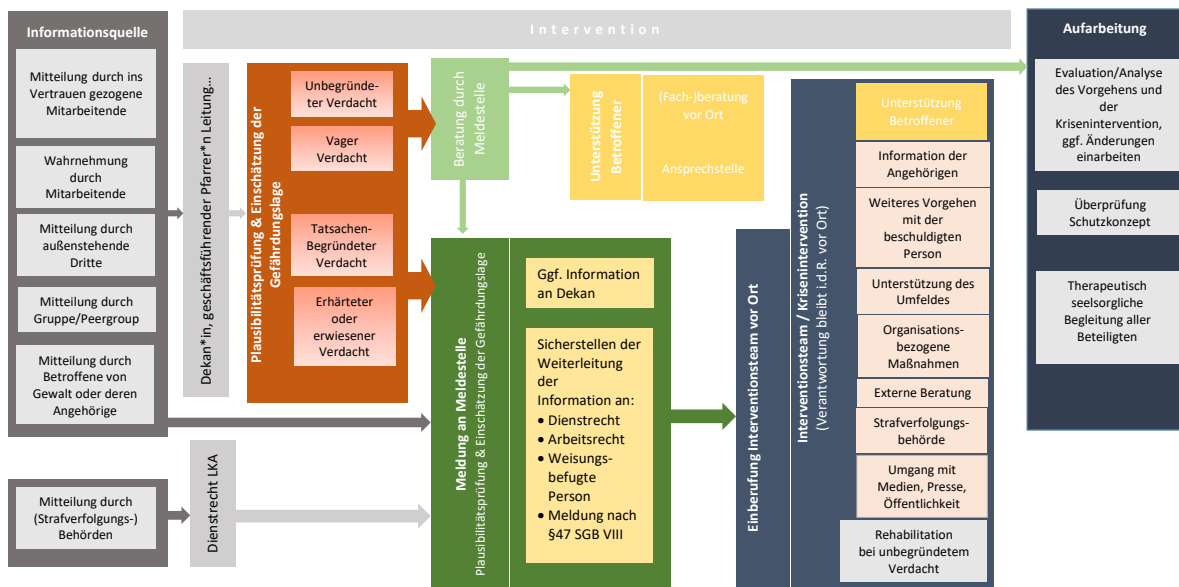 Informationsquelle
Mitteilung durch ins
Vertrauen gezogene
Mitarbeitende
Wahrnehmung
durch
Mitarbeitende
Mitteilung durch
außenstehende
Dritte
Mitteilung durch
Gruppe/Peergroup
Mitteilung durch
Betroffene von
Gewalt oder deren
Angehörige
Mitteilung durch
(Strafverfolgungs-)
Behörden
Intervention
Dekan*in, geschäftsführender Pfarrer*n Leitung...
Dienstrecht LKA
Plausibilitätsprüfung & Einschätzung der
Gefährdungslage
Unbegründe-
ter Verdacht
Vager
Verdacht
Tatsachen-
Begründeter
Verdacht
Erhärteter
oder
erwiesener
Verdacht
Beratung durch
Meldestelle
Unterstützung
Betroffener
(Fach-)beratung
vor Ort
Ansprechstelle
Meldung an Meldestelle
Plausibilitätsprüfung & Einschätzung der Gefährdungslage
Ggf. Information
an Dekan
Sicherstellen der
Weiterleitung
der
Information an:
• Dienstrecht
• Arbeitsrecht
• Weisungs-
befugte
Person
• Meldung nach
§47 SGB VIII
Einberufung Interventionsteam vor Ort
Interventionsteam / Krisenintervention
(Verantwortung bleibt i.d.R. vor Ort)
Unterstützung
Betroffener
Information der
Angehörigen
Weiteres Vorgehen
mit der
beschuldigten
Person
Unterstützung des
Umfeldes
Organisations-
bezogene
Maßnahmen
Externe Beratung
Strafverfolgungs-
behörde
Umgang mit
Medien, Presse,
Öffentlichkeit
Rehabilitation
bei unbegründetem
Verdacht
Aufarbeitung
Evaluation/Analyse
des Vorgehens und
der
Krisenintervention,
ggf. Änderungen
einarbeiten
Überprüfung
Schutzkonzept
Therapeutisch
seelsorgliche
Begleitung aller
Beteiligten